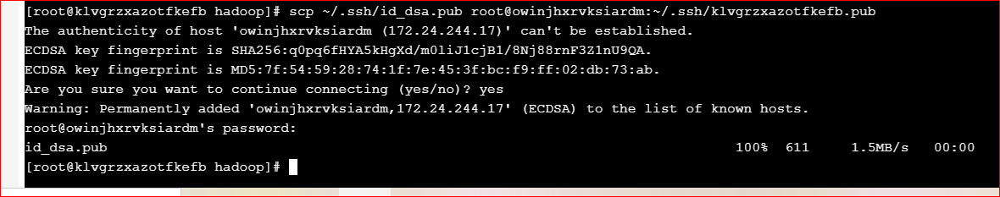 [root@klvgrzxazotfkefb hadoop]# scp ~/.ssh/id_dsa.pub root@owinjhxrvksiardm:~/.ssh/klvgrzxazotfkefb.pub
The authenticity of host 'owinjhxrvksiardm (172.24.244.17)' can't be established.
ECDSA key fingerprint is SHA256:q0pq6fHYA5kHgXd/m0liJ1cjB1/8Nj88rnF3Z1nU9QA.
ECDSA key fingerprint is MD5:7f:54:59:28:74:1f:7e:45:3f:bc:f9:ff:02:db:73:ab.
Are you sure you want to continue connecting (yes/no)? yes
Warning: Permanently added 'owinjhxrvksiardm,172.24.244.17' (ECDSA) to the list of known hosts.
root@owinjhxrvksiardm's password:
id_dsa.pub 100% 611 1.5MB/s 00:00
[root@klvgrzxazotfkefb hadoop]#